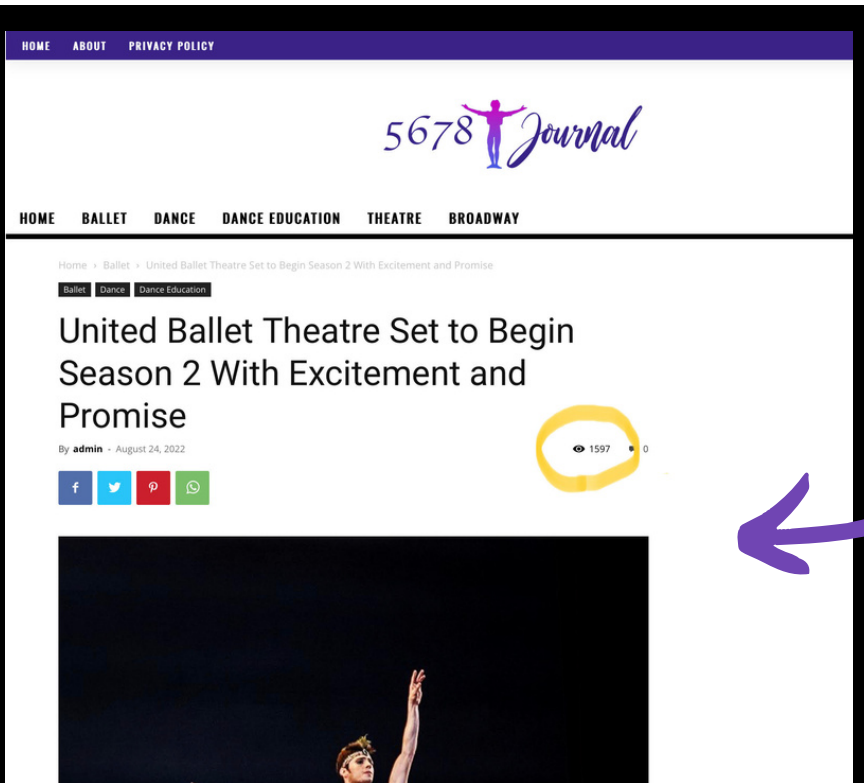 HOME ABOUT PRIVACY POLICY
5678 Journal
HOME BALLET DANCE DANCE EDUCATION THEATRE BROADWAY
Home › Ballet › United Ballet Theatre Set to Begin Season 2 With Excitement and Promise
Ballet Dance Dance Education
United Ballet Theatre Set to Begin
Season 2 With Excitement and
Promise
By admin - August 24, 2022 1597 0